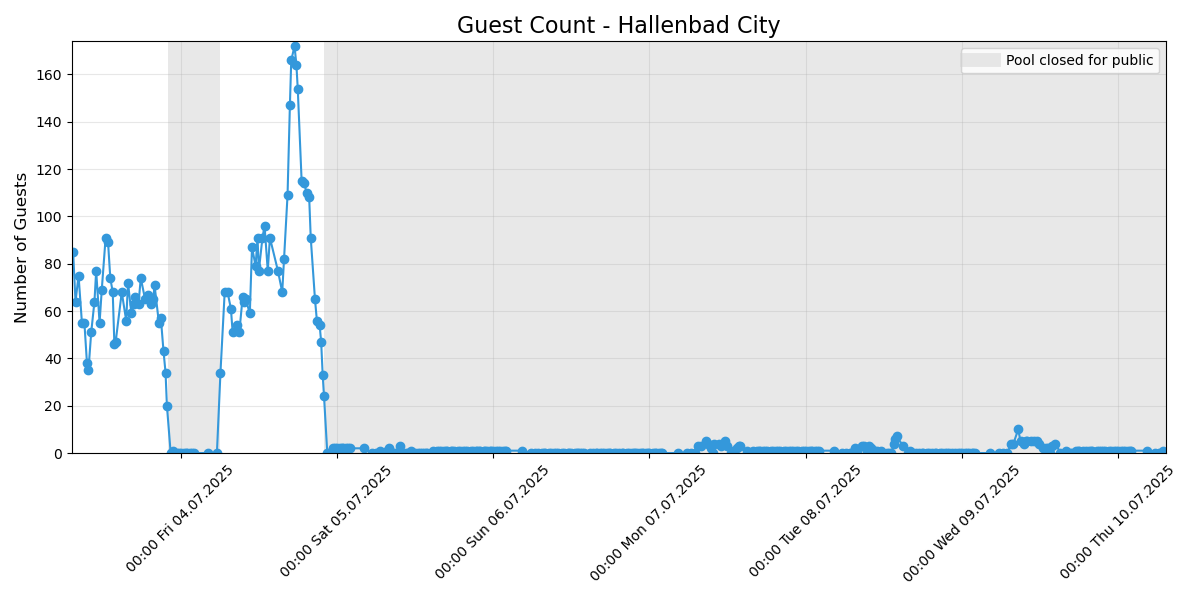 Guest Count - Hallenbad City
Pool closed for public
Number of Guests
160
140
120
100
80
60
40
20
0
00:00 Fri 04.07.2025
00:00 Sat 05.07.2025
00:00 Sun 06.07.2025
00:00 Mon 07.07.2025
00:00 Tue 08.07.2025
00:00 Wed 09.07.2025
00:00 Thu 10.07.2025